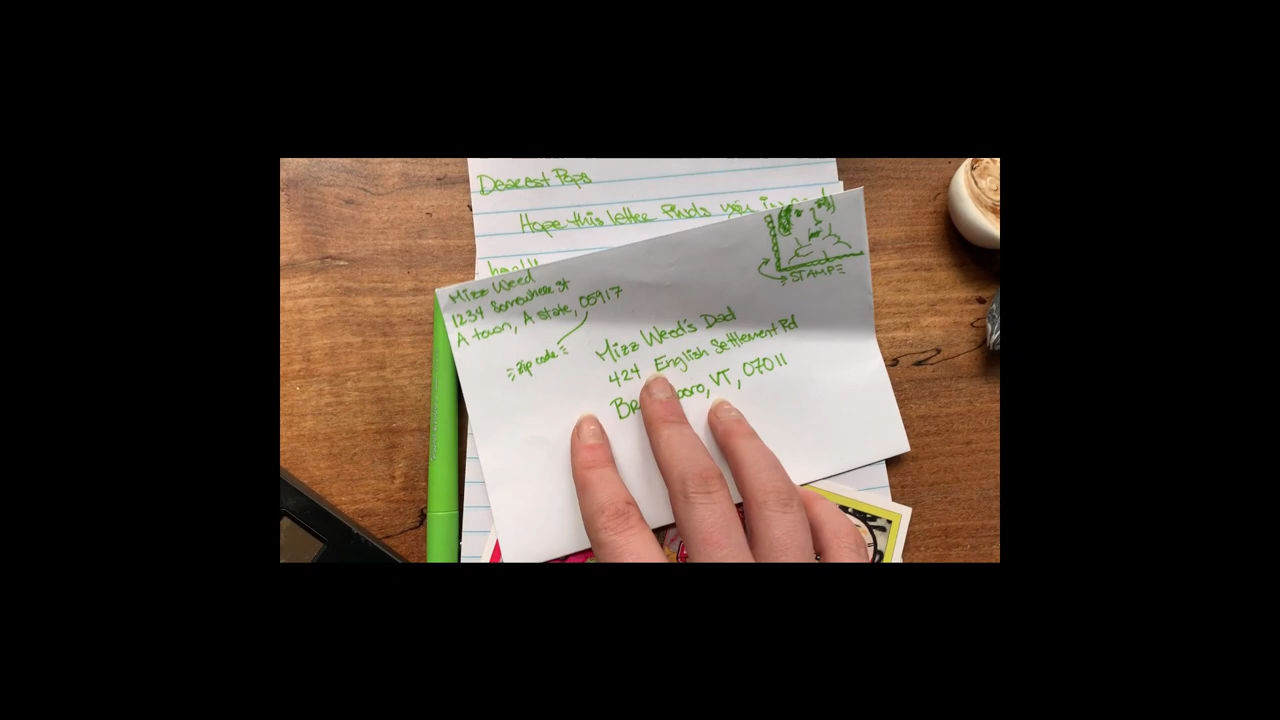 Dearest Pops
Hope this letter finds you in
Mizz Weed
1234 Somewhere St
A town, A state, 05917
Zip code
STAMP
Mizz Weed's Dad
424 English Settlement Rd
VT, 07011